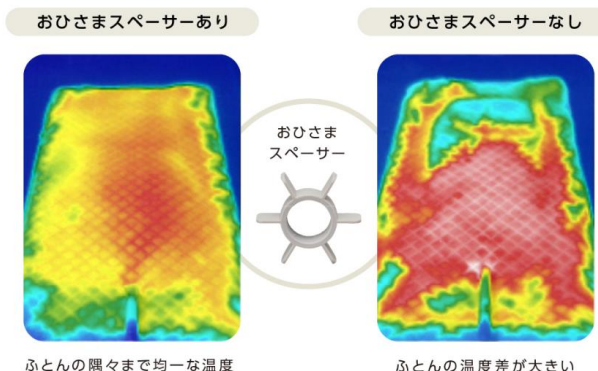 おひさまスペーサーあり
おひさまスペーサーなし
おひさま
スペーサー
ふとんの隅々まで均一な温度
ふとんの温度差が大きい